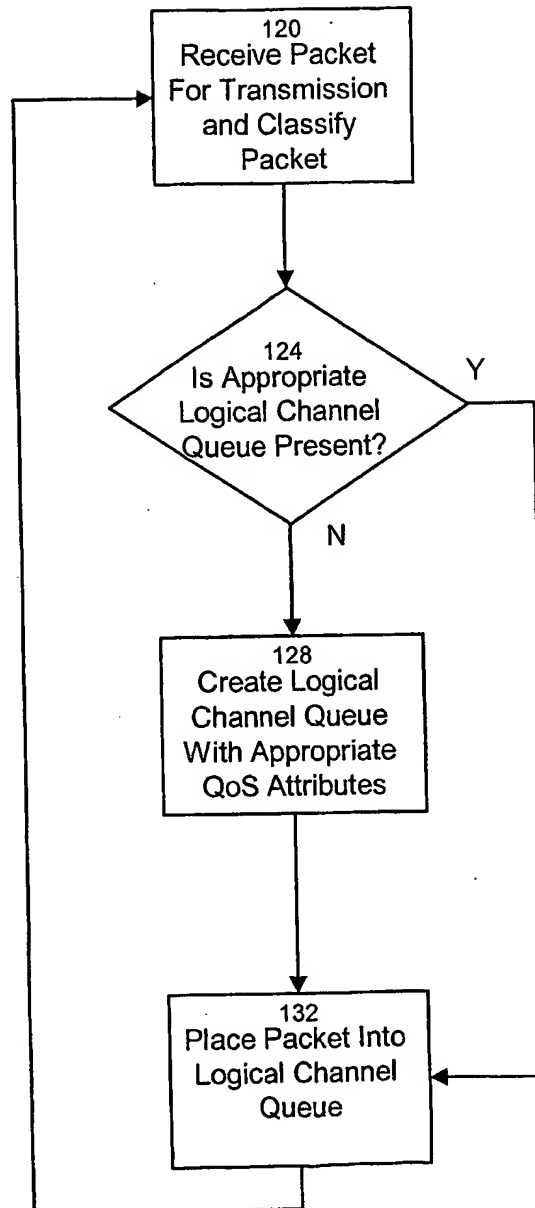 120
Receive Packet
For Transmission
and Classify
Packet
124
Is Appropriate
Logical Channel
Queue Present?
Y
N
128
Create Logical
Channel Queue
With Appropriate
QoS Attributes
132
Place Packet Into
Logical Channel
Queue